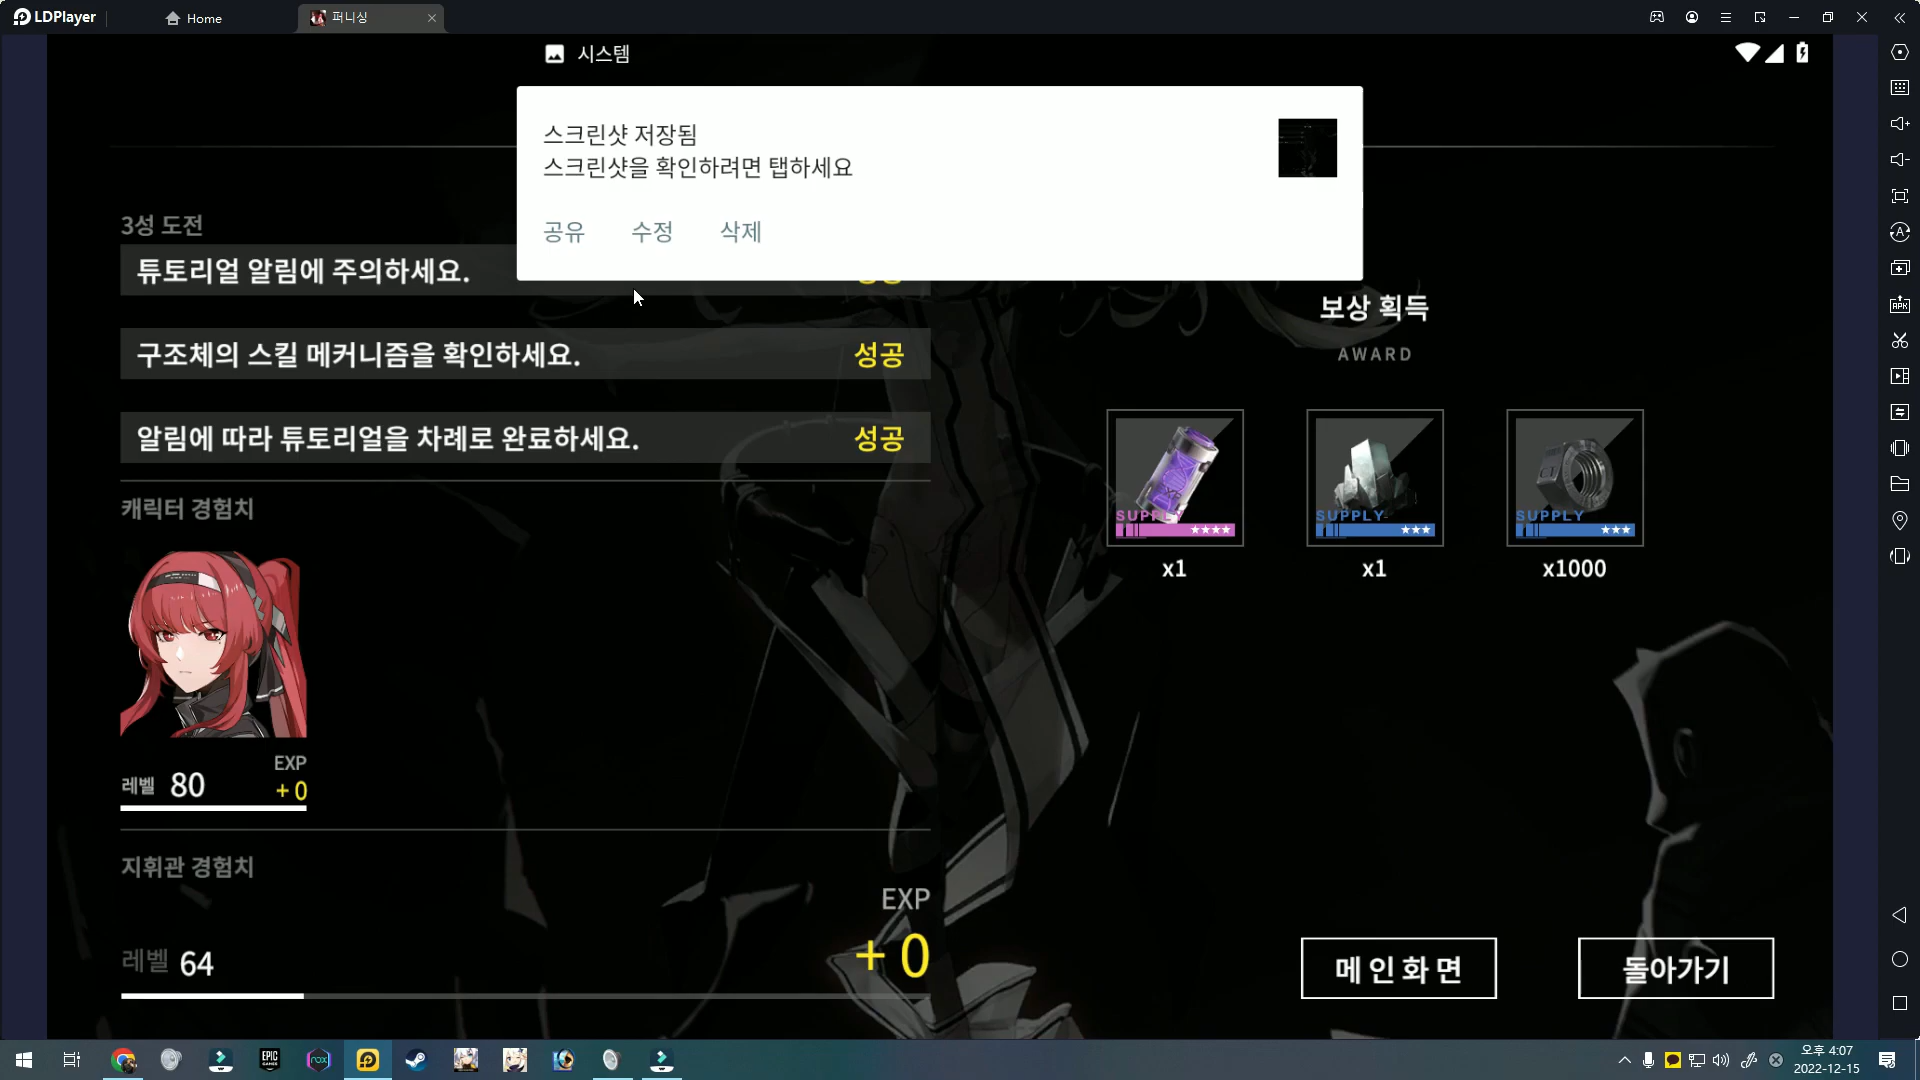 LDPlayer
Home
퍼니싱
시스템
스크린샷 저장됨
스크린샷을 확인하려면 탭하세요
공유 수정 삭제
3성 도전
튜토리얼 알림에 주의하세요.
구조체의 스킬 메커니즘을 확인하세요. 성공
알림에 따라 튜토리얼을 차례로 완료하세요. 성공
캐릭터 경험치
레벨 80
EXP
+ 0
지휘관 경험치
레벨 64
EXP
+ 0
보상 획득
AWARD
SUPPLY
SUPPLY
SUPPLY
x1
x1
x1000
메인화면
돌아가기
APK
EPIC
GAMES
nox
오후 4:07
2022-12-15